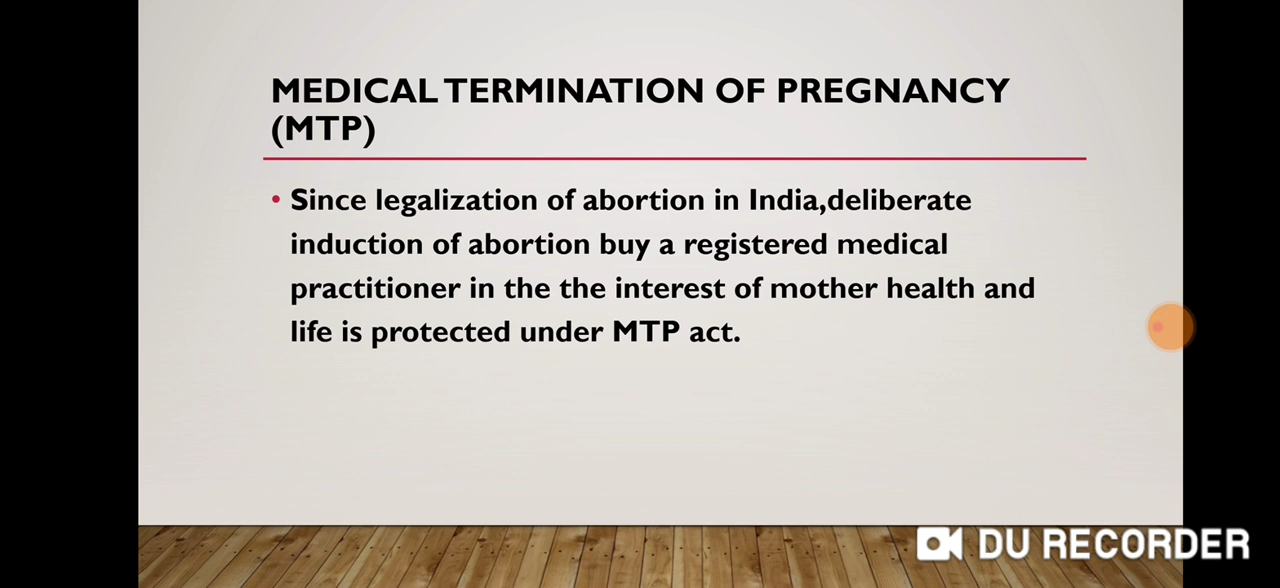 MEDICAL TERMINATION OF PREGNANCY
(MTP)
• Since legalization of abortion in India,deliberate
induction of abortion buy a registered medical
practitioner in the the interest of mother health and
life is protected under MTP act.
DU RECORDER